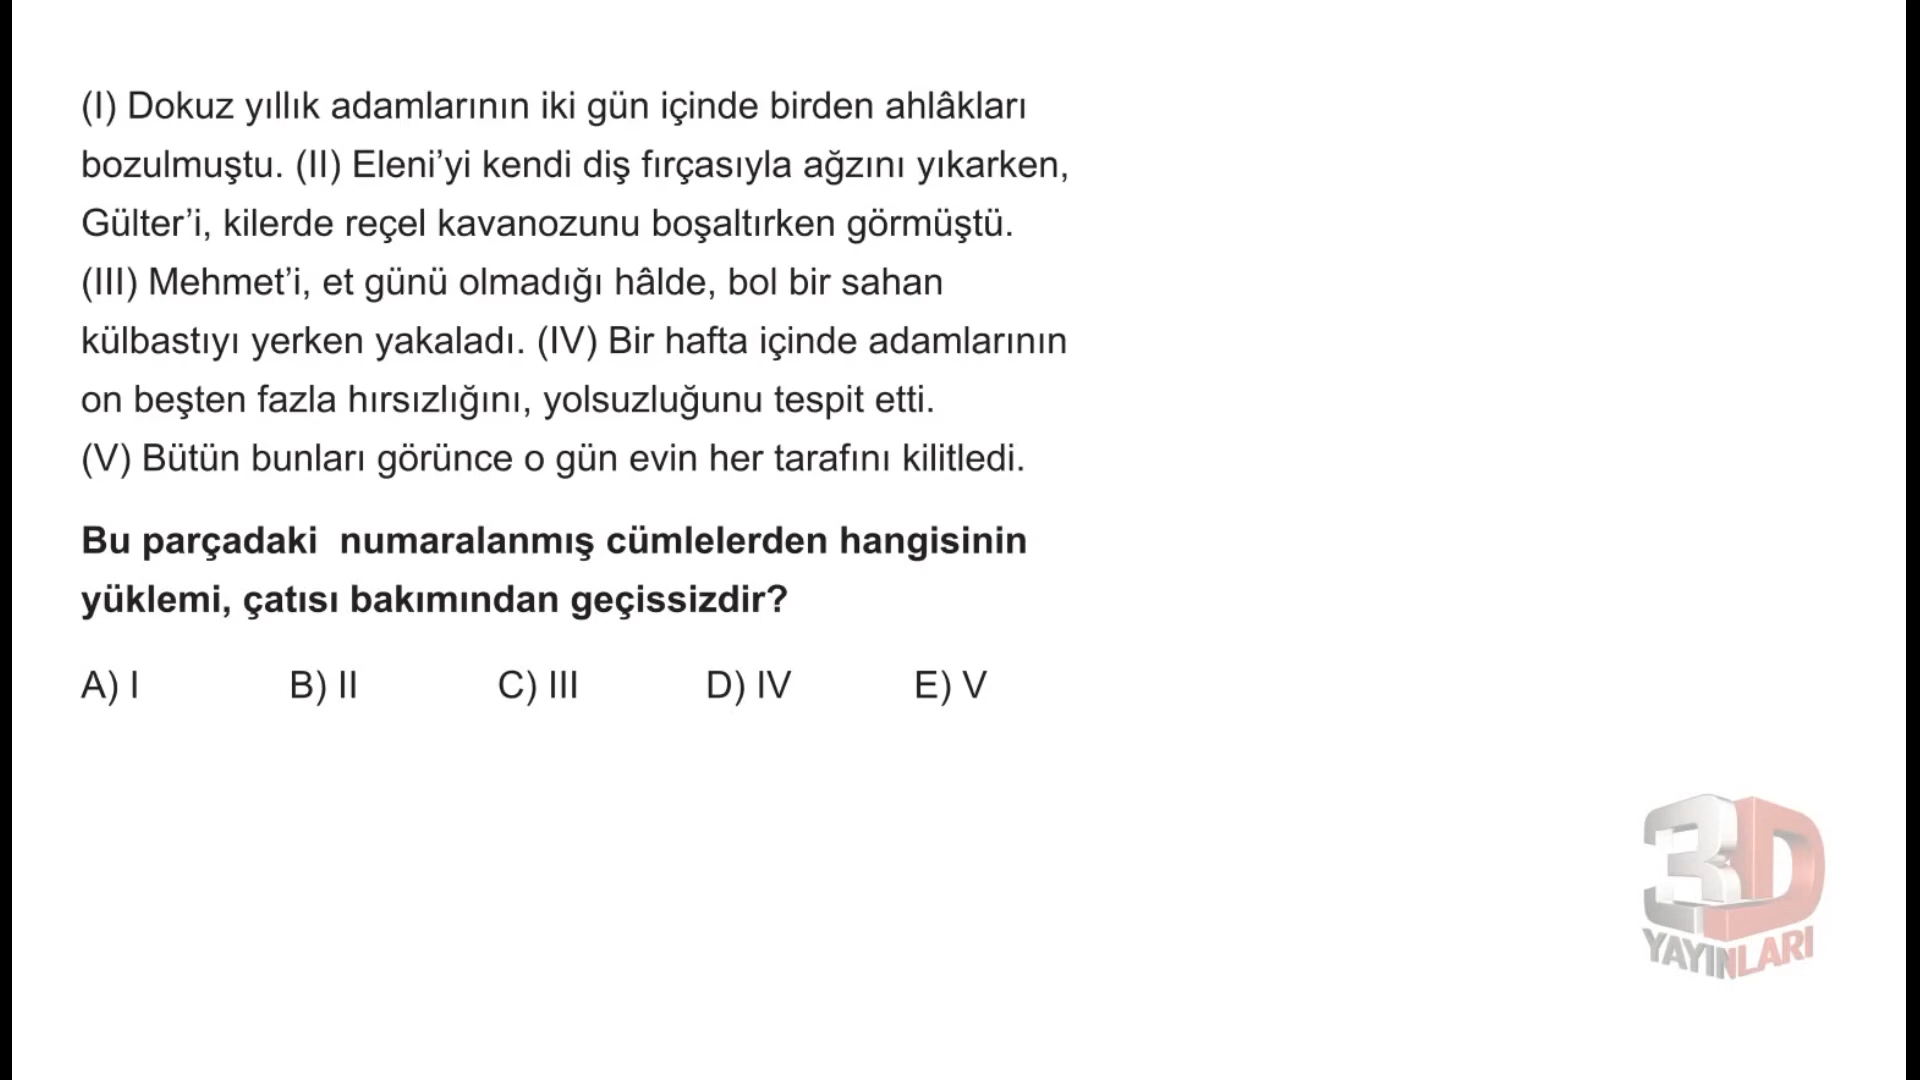 (I) Dokuz yıllık adamlarının iki gün içinde birden ahlâkları
bozulmuştu. (II) Eleni’yi kendi diş fırçasıyla ağzını yıkarken,
Gülter’i, kilerde reçel kavanozunu boşaltırken görmüştü.
(III) Mehmet’i, et günü olmadığı hâlde, bol bir sahan
külbastıyı yerken yakaladı. (IV) Bir hafta içinde adamlarının
on beşten fazla hırsızlığını, yolsuzluğunu tespit etti.
(V) Bütün bunları görünce o gün evin her tarafını kilitledi.
Bu parçadaki numaralanmış cümlelerden hangisinin
yüklemi, çatısı bakımından geçissizdir?
A) I B) II C) III D) IV E) V
3D
YAYINLARI